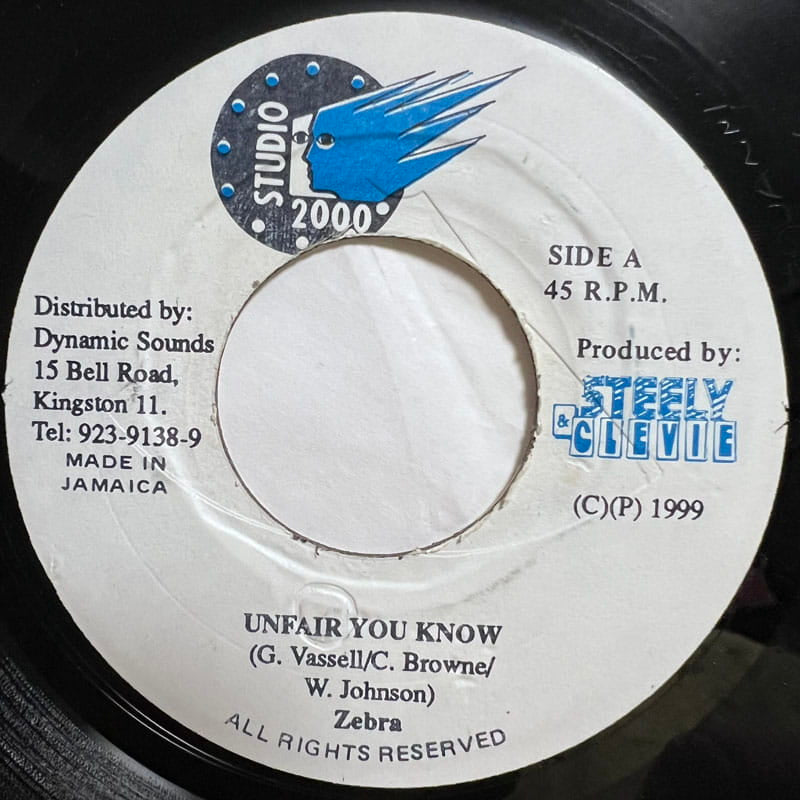 STUDIO
2000
SIDE A
45 R.P.M.
Distributed by:
Dynamic Sounds
15 Bell Road,
Kingston 11.
Tel: 923-9138-9
MADE IN
JAMAICA
Produced by:
STEELY
& CLEVIE
(C)(P) 1999
UNFAIR YOU KNOW
(G. Vassell/C. Browne/
W. Johnson)
Zebra
ALL RIGHTS RESERVED